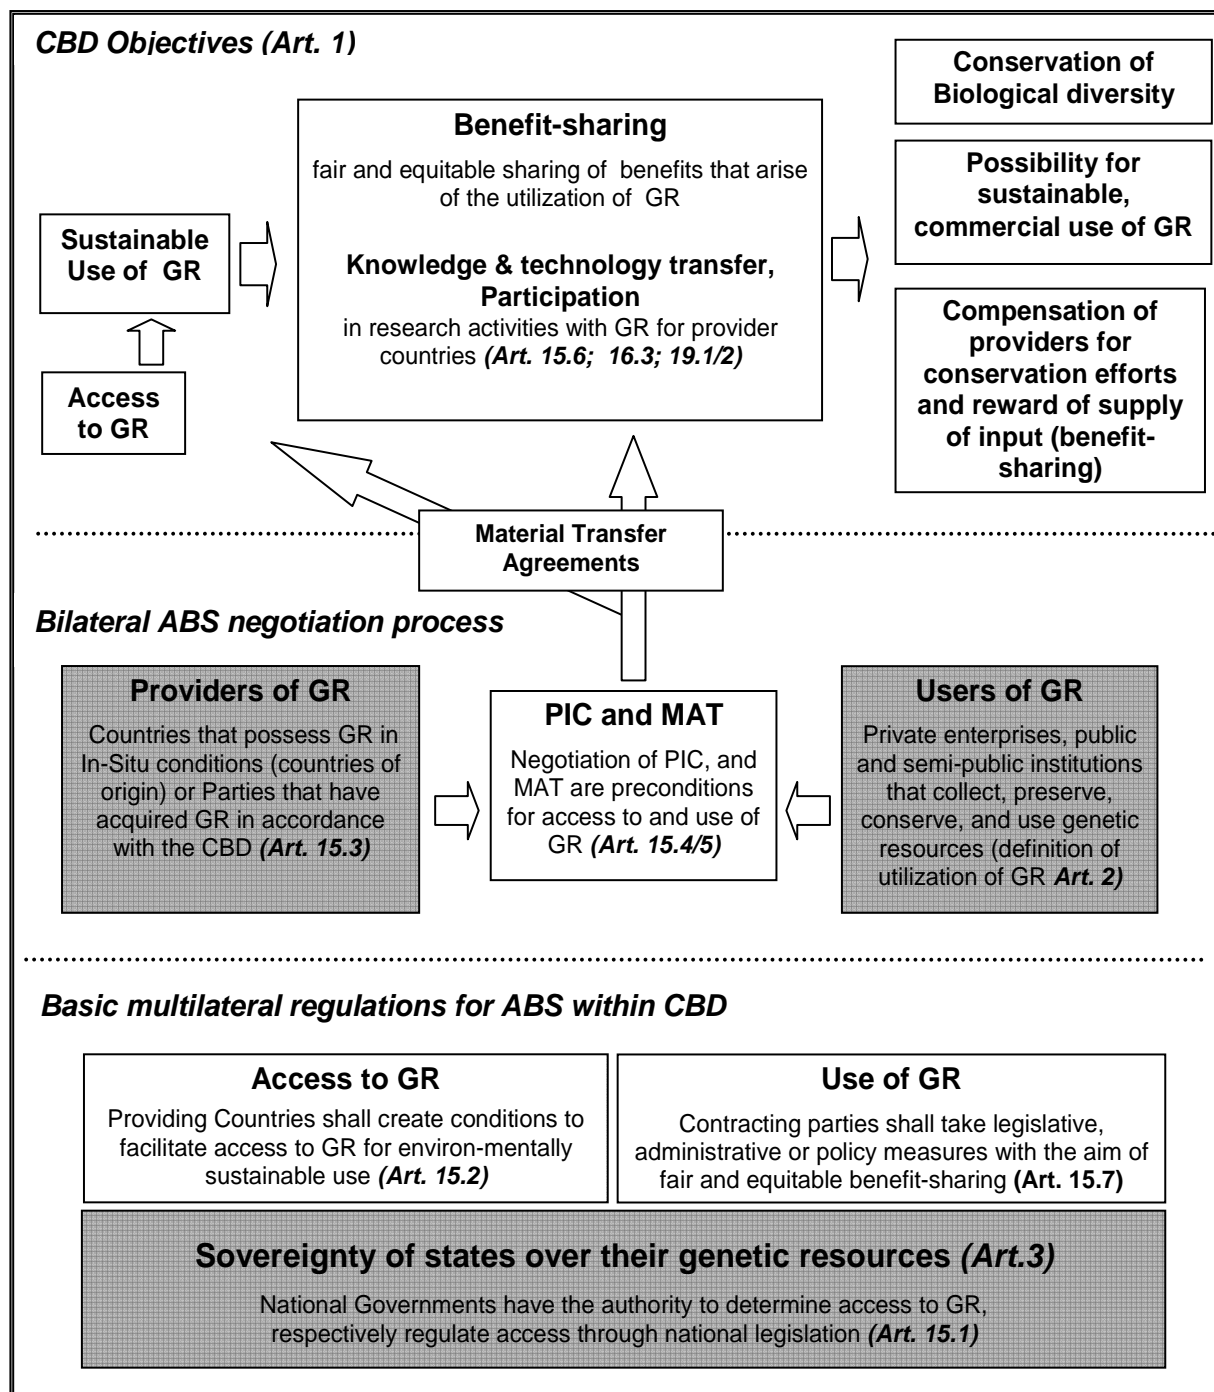 CBD Objectives (Art. 1)
Conservation of
Biological diversity
Benefit-sharing
fair and equitable sharing of benefits that arise
of the utilization of GR
Knowledge & technology transfer,
Participation
in research activities with GR for provider
countries (Art. 15.6; 16.3; 19.1/2)
Possibility for
sustainable,
commercial use of GR
Sustainable
Use of GR
Compensation of
providers for
conservation efforts
and reward of supply
of input (benefit-
sharing)
Access
to GR
Material Transfer
Agreements
Bilateral ABS negotiation process
Providers of GR
Countries that possess GR in
In-Situ conditions (countries of
origin) or Parties that have
acquired GR in accordance
with the CBD (Art. 15.3)
PIC and MAT
Negotiation of PIC, and
MAT are preconditions
for access to and use of
GR (Art. 15.4/5)
Users of GR
Private enterprises, public
and semi-public institutions
that collect, preserve,
conserve, and use genetic
resources (definition of
utilization of GR Art. 2)
Basic multilateral regulations for ABS within CBD
Access to GR
Providing Countries shall create conditions to
facilitate access to GR for environ-mentally
sustainable use (Art. 15.2)
Use of GR
Contracting parties shall take legislative,
administrative or policy measures with the aim of
fair and equitable benefit-sharing (Art. 15.7)
Sovereignty of states over their genetic resources (Art.3)
National Governments have the authority to determine access to GR,
respectively regulate access through national legislation (Art. 15.1)